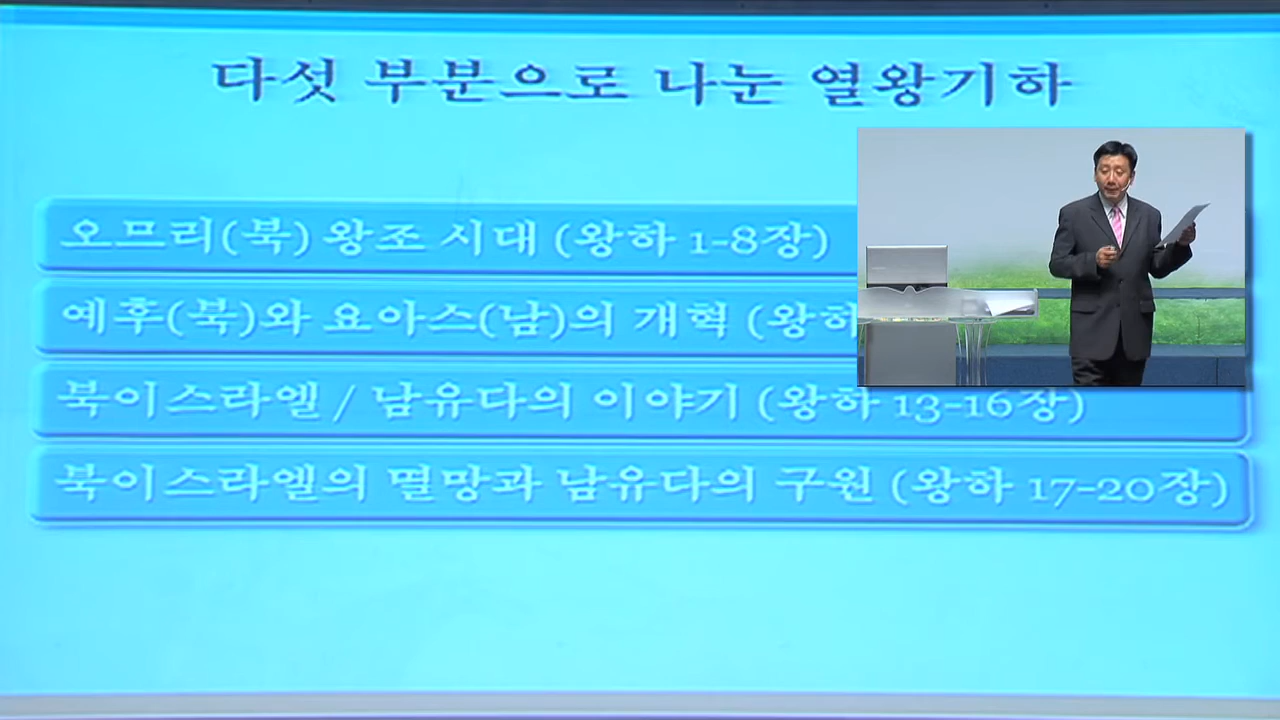 다섯 부분으로 나눈 열왕기하
오므리(북) 왕조 시대 (왕하 1-8장)
예후(북)와 요아스(남)의 개혁 (왕하
북이스라엘 / 남유다의 이야기 (왕하 13-16장)
북이스라엘의 멸망과 남유다의 구원 (왕하 17-20장)